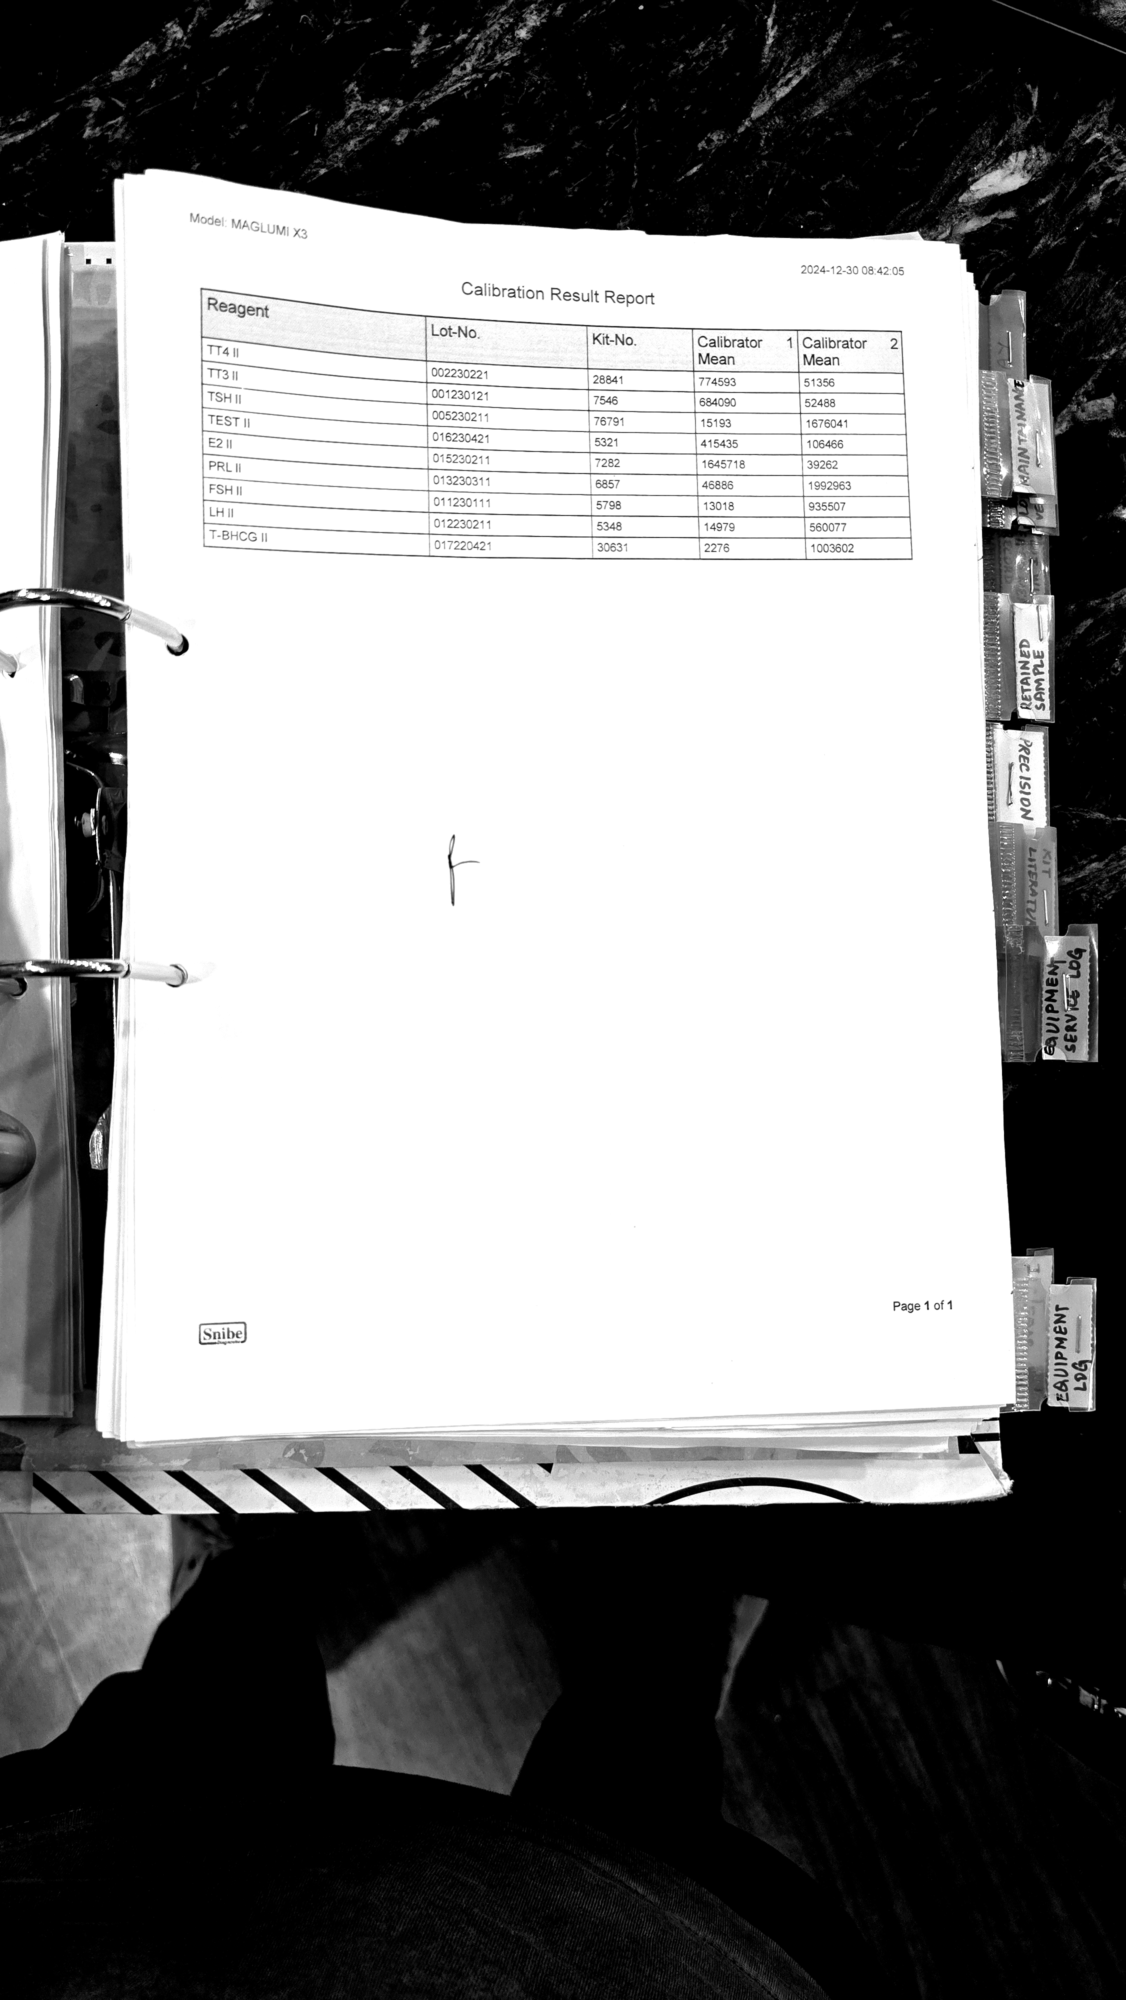 Model: MAGLUMI X3
2024-12-30 08:42:05
Calibration Result Report
Reagent Lot-No. Kit-No. Calibrator 1 Mean Calibrator 2 Mean
TT4 II 002230221 28841 774593 51356
TT3 II 001230121 7546 684090 52488
TSH II 005230211 76791 15193 1676041
TEST II 016230421 5321 415435 106466
E2 II 015230211 7282 1645718 39262
PRL II 013230311 6857 46886 1992963
FSH II 011230111 5798 13018 935507
LH II 012230211 5348 14979 560077
T-BHCG II 017220421 30631 2276 1003602
Page 1 of 1
Snibe
MAINTAINANE
RETAINED
SAMPLE
PRECISION
KIT
EQUIPMENT
SERVICE LOG
EQUIPMENT
LOG